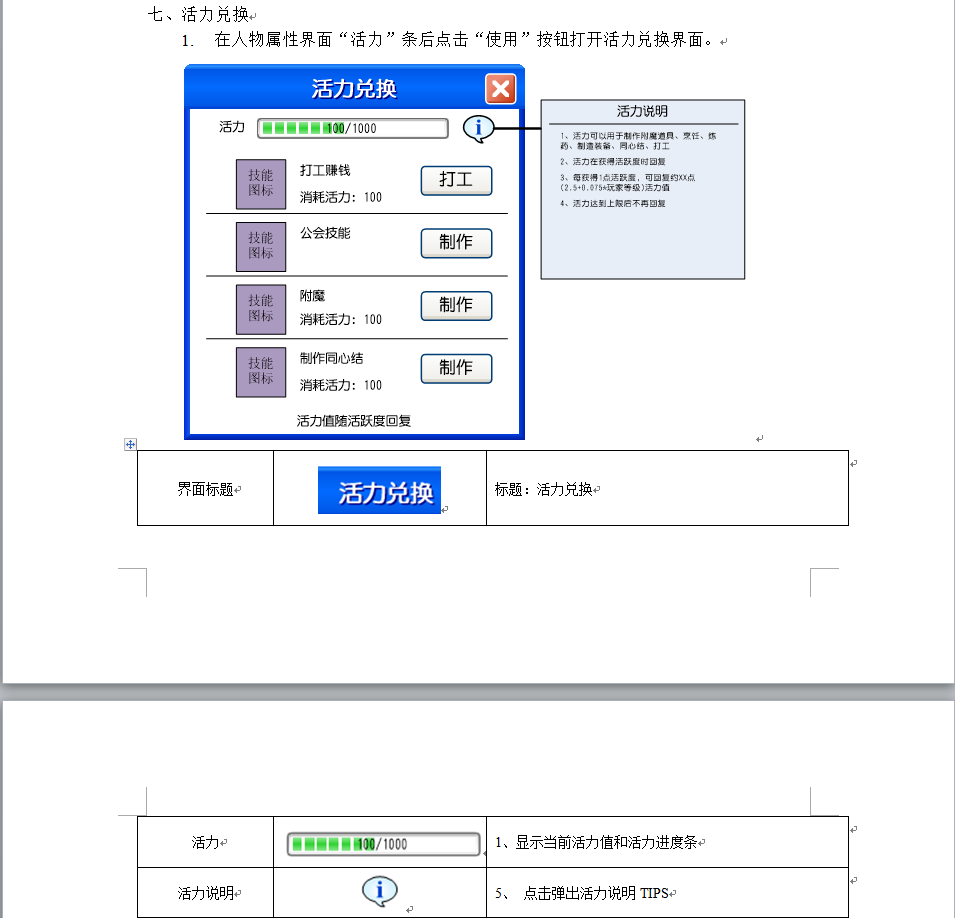 七、活力兑换
1. 在人物属性界面“活力”条后点击“使用”按钮打开活力兑换界面。
活力兑换
活力 100/1000
技能
图标
打工赚钱
消耗活力：100
打工
技能
图标
公会技能
制作
技能
图标
附魔
消耗活力：100
制作
技能
图标
制作同心结
消耗活力：100
制作
活力值随活跃度回复
活力说明
1、活力可以用于制作附魔道具、烹饪、炼
药、制造装备、同心结、打工
2、活力在获得活跃度时回复
3、每获得1点活跃度，可回复约XX点
(2.5+0.075*玩家等级)活力值
4、活力达到上限后不再回复
界面标题
活力兑换
标题：活力兑换
活力
100/1000
1、显示当前活力值和活力进度条
活力说明
5、 点击弹出活力说明 TIPS